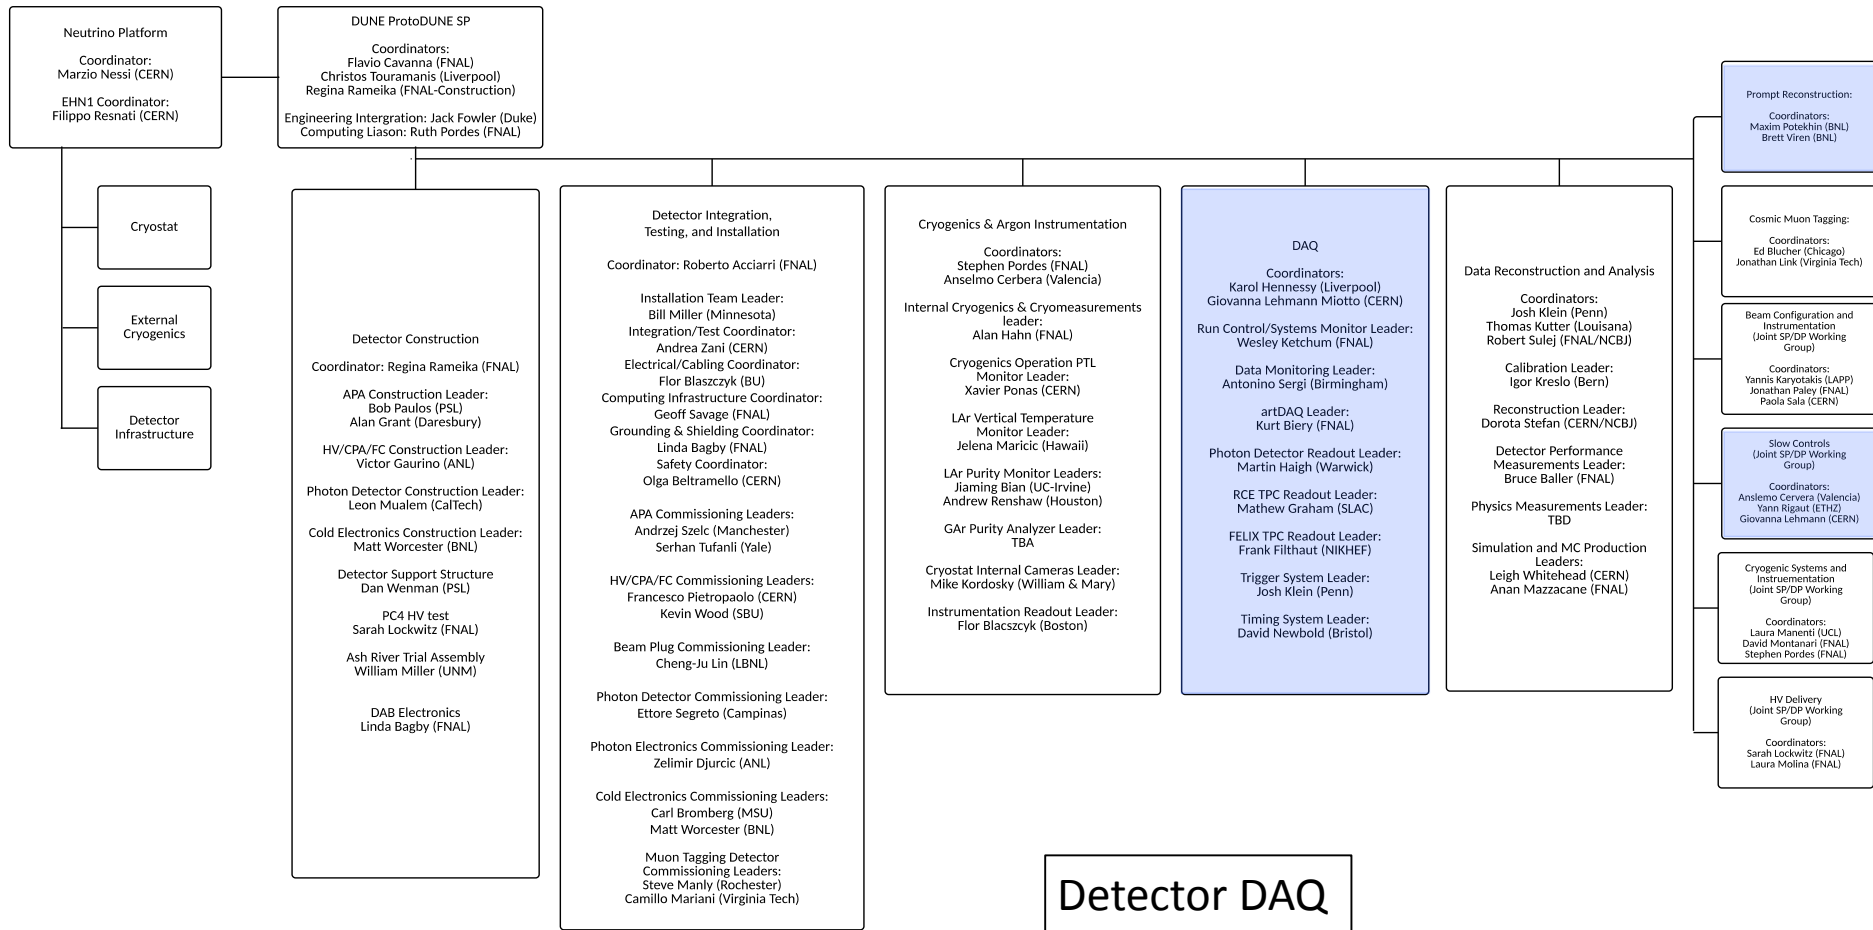 Neutrino Platform
Coordinator:
Marzio Nessi (CERN)
EHN1 Coordinator:
Filippo Resnati (CERN)
DUNE ProtoDUNE SP
Coordinators:
Flavio Cavanna (FNAL)
Christos Touramanis (Liverpool)
Regina Rameika (FNAL-Construction)
Engineering Intergration: Jack Fowler (Duke)
Computing Liason: Ruth Pordes (FNAL)
Cryostat
External
Cryogenics
Detector
Infrastructure
Detector Construction
Coordinator: Regina Rameika (FNAL)
APA Construction Leader:
Bob Paulos (PSL)
Alan Grant (Daresbury)
HV/CPA/FC Construction Leader:
Victor Gaurino (ANL)
Photon Detector Construction Leader:
Leon Mualem (CalTech)
Cold Electronics Construction Leader:
Matt Worcester (BNL)
Detector Support Structure
Dan Wenman (PSL)
PC4 HV test
Sarah Lockwitz (FNAL)
Ash River Trial Assembly
William Miller (UNM)
DAB Electronics
Linda Bagby (FNAL)
Detector Integration,
Testing, and Installation
Coordinator: Roberto Acciarri (FNAL)
Installation Team Leader:
Bill Miller (Minnesota)
Integration/Test Coordinator:
Andrea Zani (CERN)
Electrical/Cabling Coordinator:
Flor Blaszczyk (BU)
Computing Infrastructure Coordinator:
Geoff Savage (FNAL)
Grounding & Shielding Coordinator:
Linda Bagby (FNAL)
Safety Coordinator:
Olga Beltramello (CERN)
APA Commissioning Leaders:
Andrzej Szelc (Manchester)
Serhan Tufanli (Yale)
HV/CPA/FC Commissioning Leaders:
Francesco Pietropaolo (CERN)
Kevin Wood (SBU)
Beam Plug Commissioning Leader:
Cheng-Ju Lin (LBNL)
Photon Detector Commissioning Leader:
Ettore Segreto (Campinas)
Photon Electronics Commissioning Leader:
Zelimir Djurcic (ANL)
Cold Electronics Commissioning Leaders:
Carl Bromberg (MSU)
Matt Worcester (BNL)
Muon Tagging Detector
Commissioning Leaders:
Steve Manly (Rochester)
Camillo Mariani (Virginia Tech)
Cryogenics & Argon Instrumentation
Coordinators:
Stephen Pordes (FNAL)
Anselmo Cerbera (Valencia)
Internal Cryogenics & Cryomeasurements
leader:
Alan Hahn (FNAL)
Cryogenics Operation PTL
Monitor Leader:
Xavier Ponas (CERN)
LAr Vertical Temperature
Monitor Leader:
Jelena Maricic (Hawaii)
LAr Purity Monitor Leaders:
Jiaming Bian (UC-Irvine)
Andrew Renshaw (Houston)
GAr Purity Analyzer Leader:
TBA
Cryostat Internal Cameras Leader:
Mike Kordosky (William & Mary)
Instrumentation Readout Leader:
Flor Blacszcyk (Boston)
DAQ
Coordinators:
Karol Hennessy (Liverpool)
Giovanna Lehmann Miotto (CERN)
Run Control/Systems Monitor Leader:
Wesley Ketchum (FNAL)
Data Monitoring Leader:
Antonino Sergi (Birmingham)
artDAQ Leader:
Kurt Biery (FNAL)
Photon Detector Readout Leader:
Martin Haigh (Warwick)
RCE TPC Readout Leader:
Mathew Graham (SLAC)
FELIX TPC Readout Leader:
Frank Filthaut (NIKHEF)
Trigger System Leader:
Josh Klein (Penn)
Timing System Leader:
David Newbold (Bristol)
Data Reconstruction and Analysis
Coordinators:
Josh Klein (Penn)
Thomas Kutter (Louisana)
Robert Sulej (FNAL/NCBJ)
Calibration Leader:
Igor Kreslo (Bern)
Reconstruction Leader:
Dorota Stefan (CERN/NCBJ)
Detector Performance
Measurements Leader:
Bruce Baller (FNAL)
Physics Measurements Leader:
TBD
Simulation and MC Production
Leaders:
Leigh Whitehead (CERN)
Anan Mazzacane (FNAL)
Prompt Reconstruction:
Coordinators:
Maxim Potekhin (BNL)
Brett Viren (BNL)
Cosmic Muon Tagging:
Coordinators:
Ed Blucher (Chicago)
Jonathan Link (Virginia Tech)
Beam Configuration and
Instrumentation
(Joint SP/DP Working
Group)
Coordinators:
Yannis Karyotakis (LAPP)
Jonathan Paley (FNAL)
Paola Sala (CERN)
Slow Controls
(Joint SP/DP Working
Group)
Coordinators:
Anslemo Cervera (Valencia)
Yann Rigaut (ETHZ)
Giovanna Lehmann (CERN)
Cryogenic Systems and
Instruementation
(Joint SP/DP Working
Group)
Coordinators:
Laura Manenti (UCL)
David Montanari (FNAL)
Stephen Pordes (FNAL)
HV Delivery
(Joint SP/DP Working
Group)
Coordinators:
Sarah Lockwitz (FNAL)
Laura Molina (FNAL)
Detector DAQ